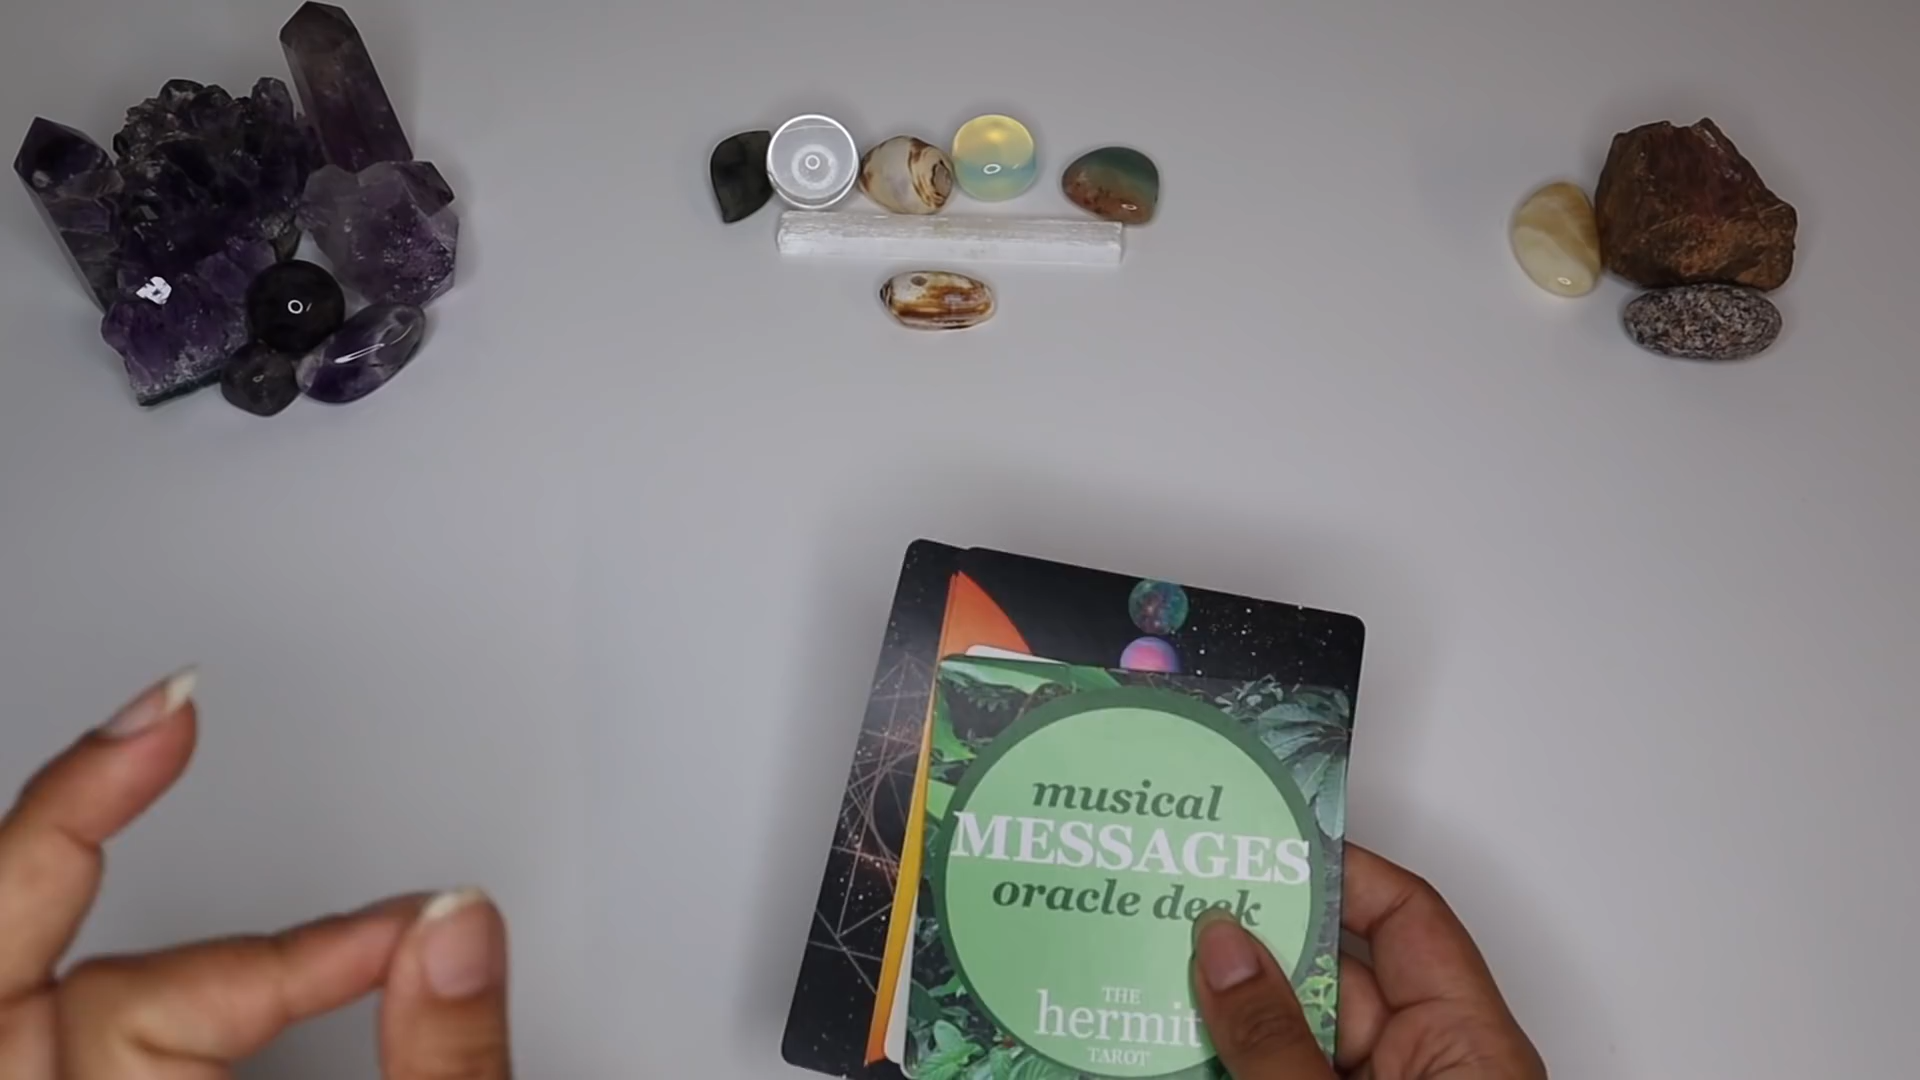 musical
MESSAGES
oracle deck
THE
hermit
TAROT